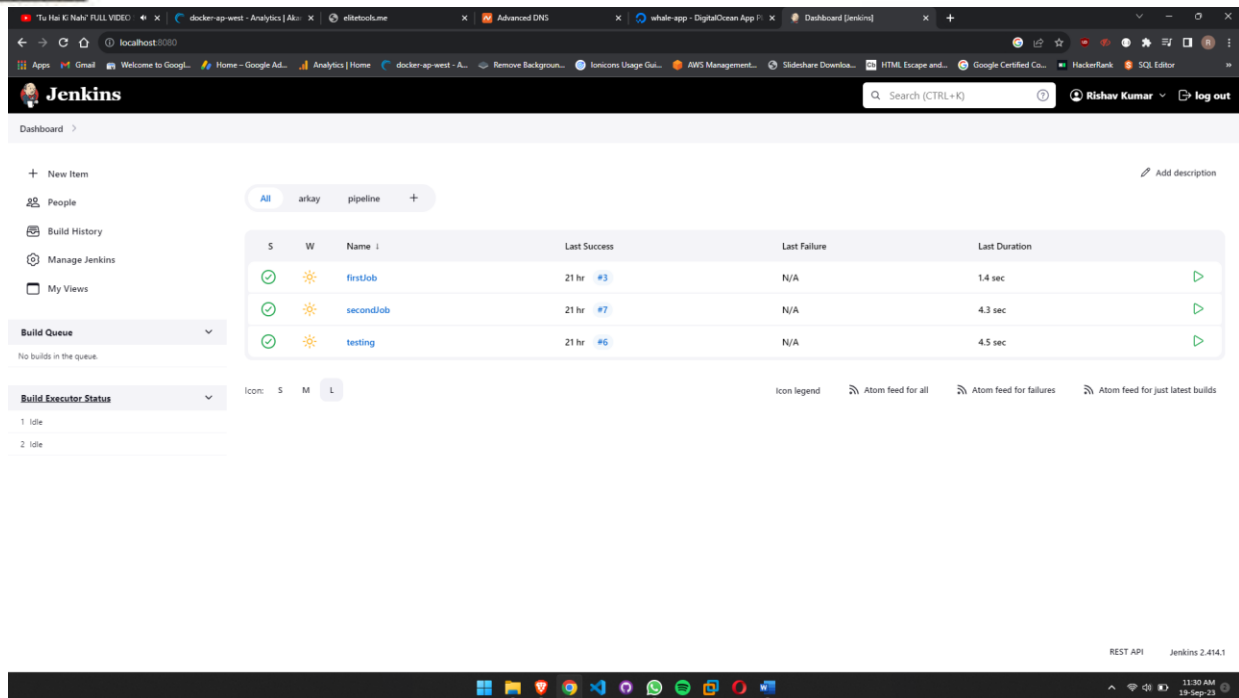 "Tu Hai Ki Nahi" FULL VIDEO docker-ap-west - Analytics | Aka elitetools.me Advanced DNS whale-app - DigitalOcean App Pl Dashboard [Jenkins]
localhost:8080
Apps Gmail Welcome to Googl... Home – Google Ad... Analytics | Home docker-ap-west - A... Remove Backgroun... Ionicons Usage Gui... AWS Management... Slideshare Downloa... HTML Escape and... Google Certified Co... HackerRank SQL Editor »
Jenkins Search (CTRL+K) Rishav Kumar log out
Dashboard
New Item Add description
People All arkay pipeline +
Build History
Manage Jenkins S W Name ↓ Last Success Last Failure Last Duration
My Views firstJob 21 hr #3 N/A 1.4 sec
secondJob 21 hr #7 N/A 4.3 sec
Build Queue
No builds in the queue. testing 21 hr #6 N/A 4.5 sec
Build Executor Status Icon: S M L Icon legend Atom feed for all Atom feed for failures Atom feed for just latest builds
1 Idle
2 Idle
REST API Jenkins 2.414.1
11:30 AM
19-Sep-23